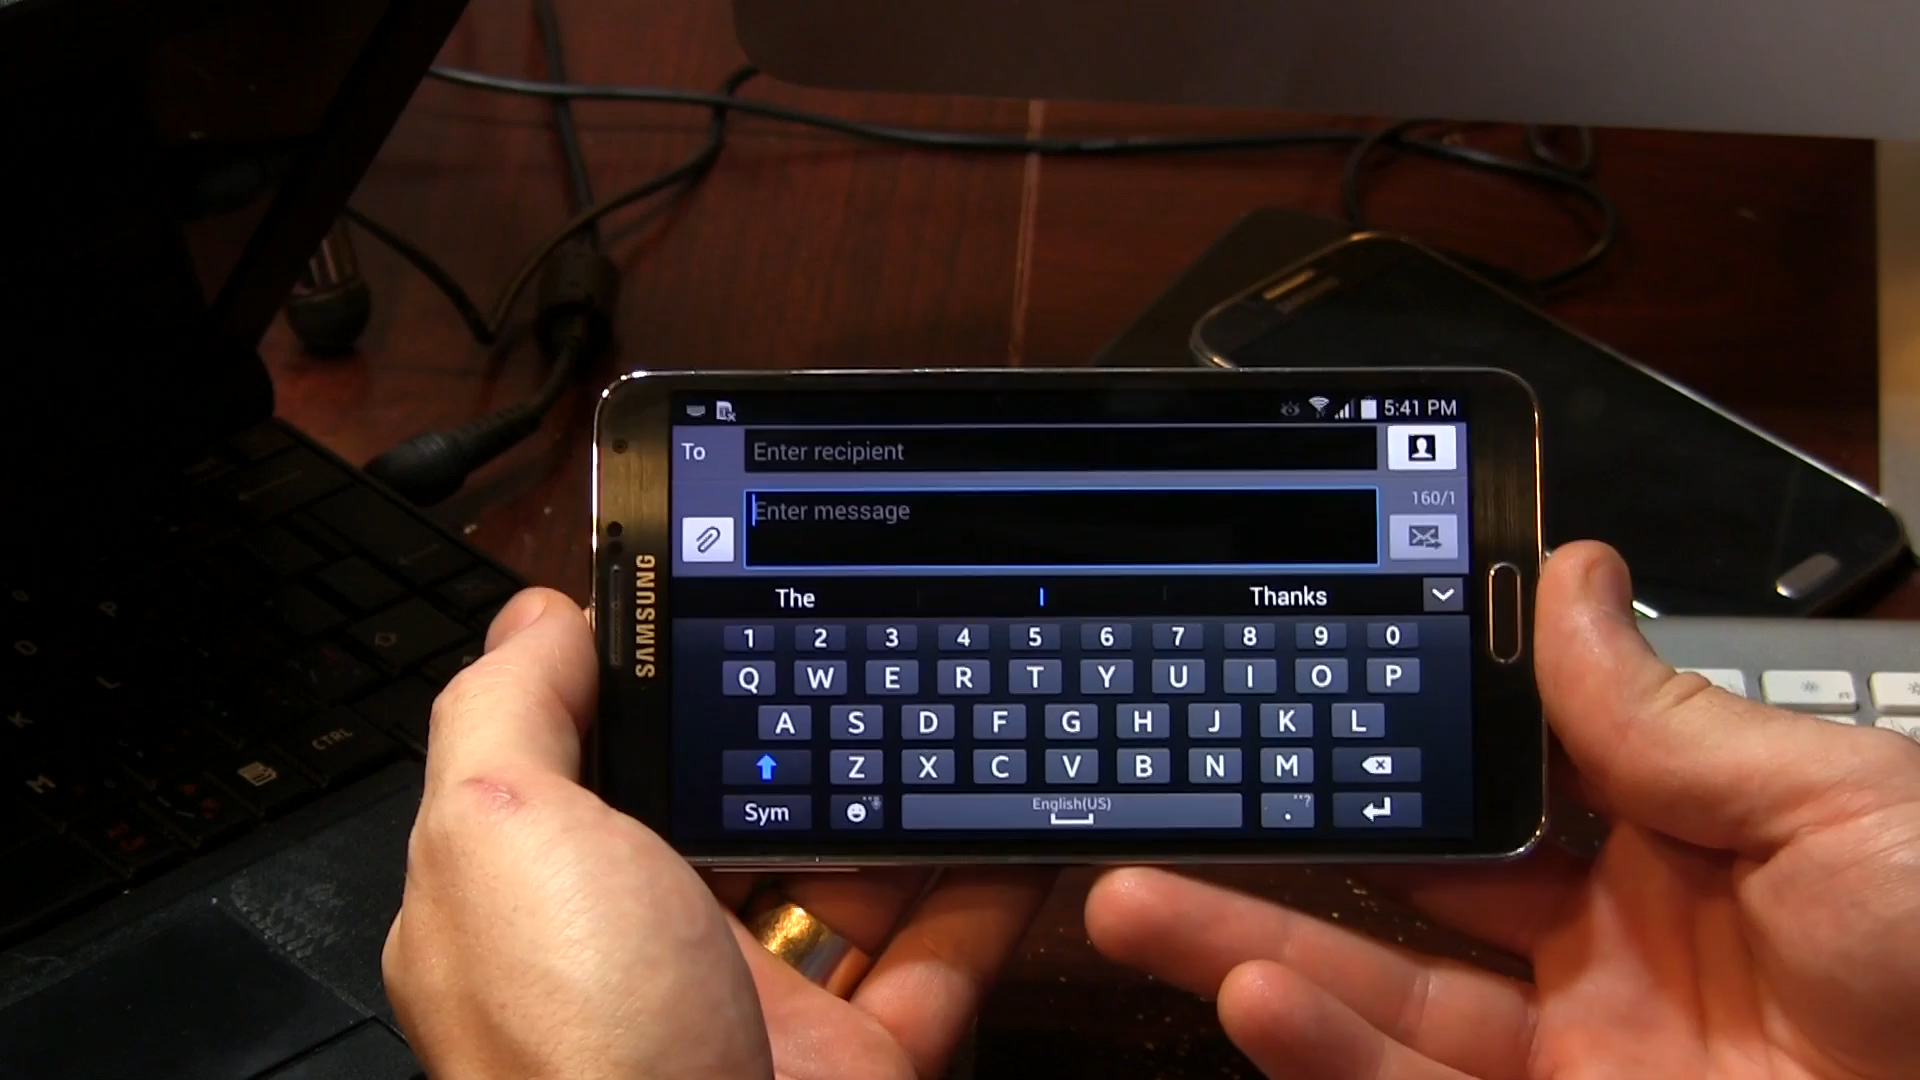 5:41 PM
To Enter recipient
160/1
Enter message
The I Thanks
1 2 3 4 5 6 7 8 9 0
Q W E R T Y U I O P
A S D F G H J K L
Z X C V B N M
Sym English(US) . ,,?
SAMSUNG
CTRL
O P
L
K
M